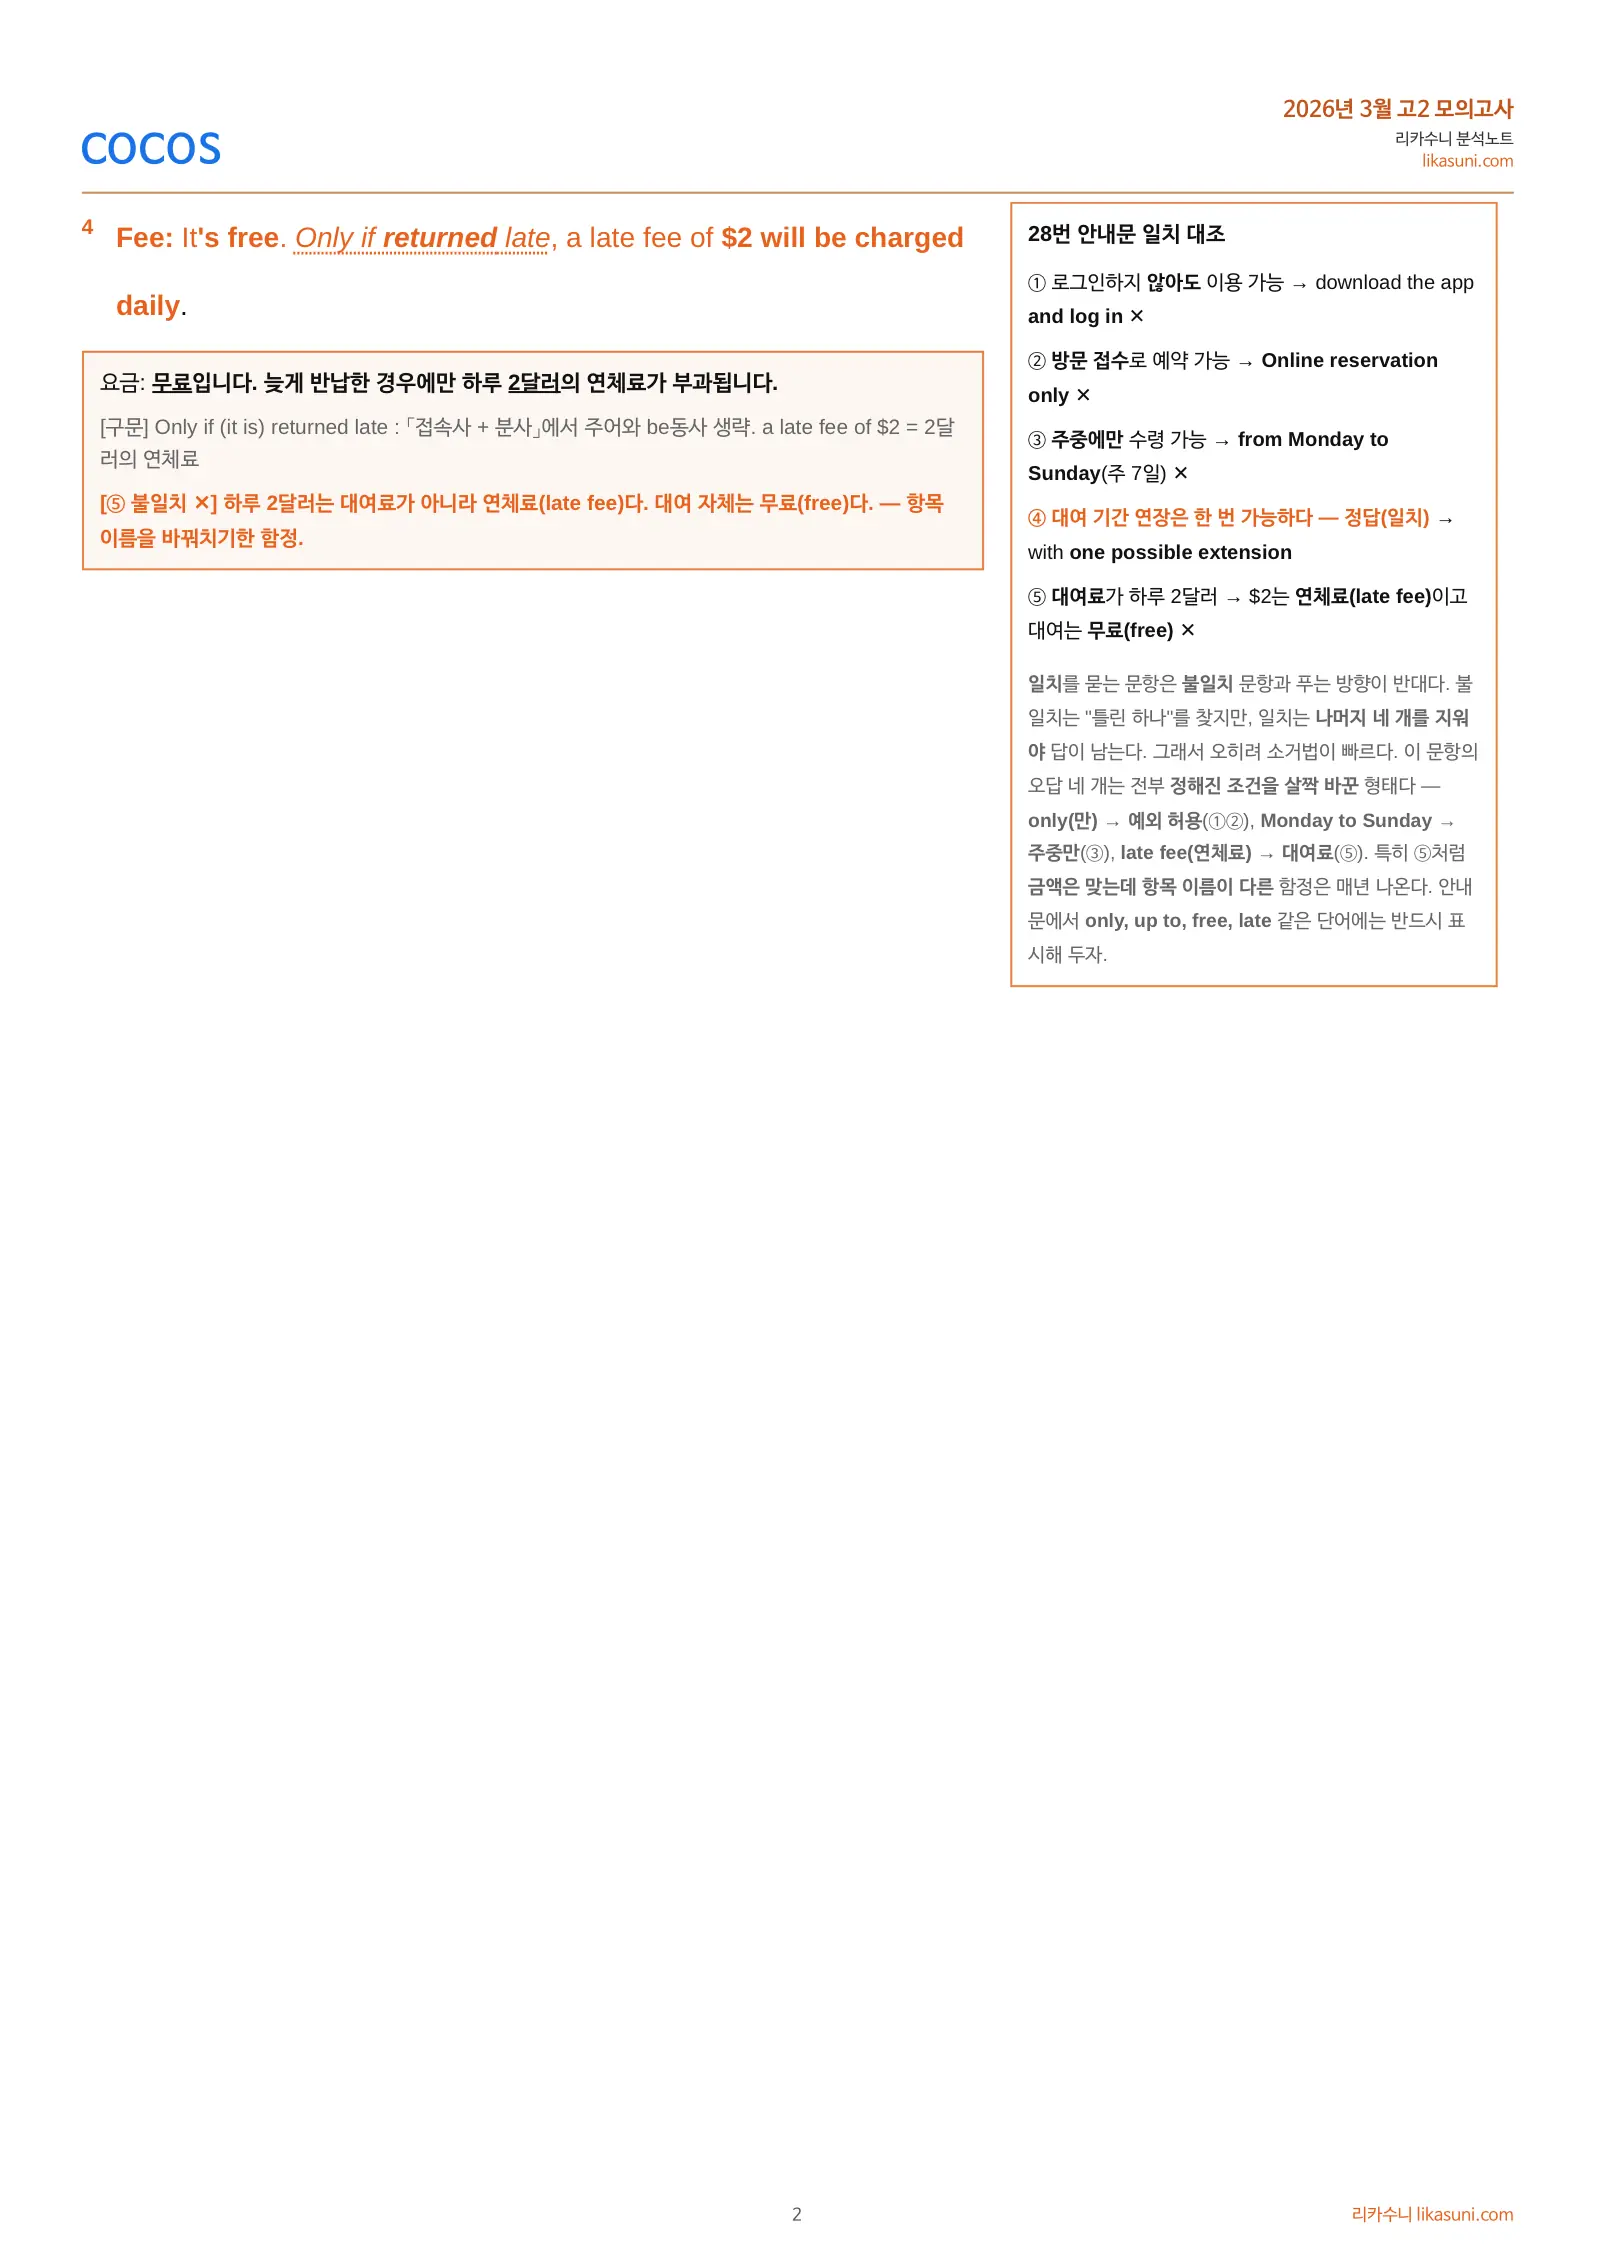 cocos
2026년 3월 고2 모의고사
리카수니 분석노트
likasuni.com
4 Fee: It's free. Only if returned late, a late fee of $2 will be charged
daily.
요금: 무료입니다. 늦게 반납한 경우에만 하루 2달러의 연체료가 부과됩니다.
[구문] Only if (it is) returned late : 「접속사 + 분사」에서 주어와 be동사 생략. a late fee of $2 = 2달
러의 연체료
[⑤ 불일치 ✕] 하루 2달러는 대여료가 아니라 연체료(late fee)다. 대여 자체는 무료(free)다. — 항목
이름을 바꿔치기한 함정.
28번 안내문 일치 대조
① 로그인하지 않아도 이용 가능 → download the app
and log in ✕
② 방문 접수로 예약 가능 → Online reservation
only ✕
③ 주중에만 수령 가능 → from Monday to
Sunday(주 7일) ✕
④ 대여 기간 연장은 한 번 가능하다 — 정답(일치) →
with one possible extension
⑤ 대여료가 하루 2달러 → $2는 연체료(late fee)이고
대여는 무료(free) ✕
일치를 묻는 문항은 불일치 문항과 푸는 방향이 반대다. 불
일치는 "틀린 하나"를 찾지만, 일치는 나머지 네 개를 지워
야 답이 남는다. 그래서 오히려 소거법이 빠르다. 이 문항의
오답 네 개는 전부 정해진 조건을 살짝 바꾼 형태다 —
only(만) → 예외 허용(①②), Monday to Sunday →
주중만(③), late fee(연체료) → 대여료(⑤). 특히 ⑤처럼
금액은 맞는데 항목 이름이 다른 함정은 매년 나온다. 안내
문에서 only, up to, free, late 같은 단어에는 반드시 표
시해 두자.
2
리카수니 likasuni.com